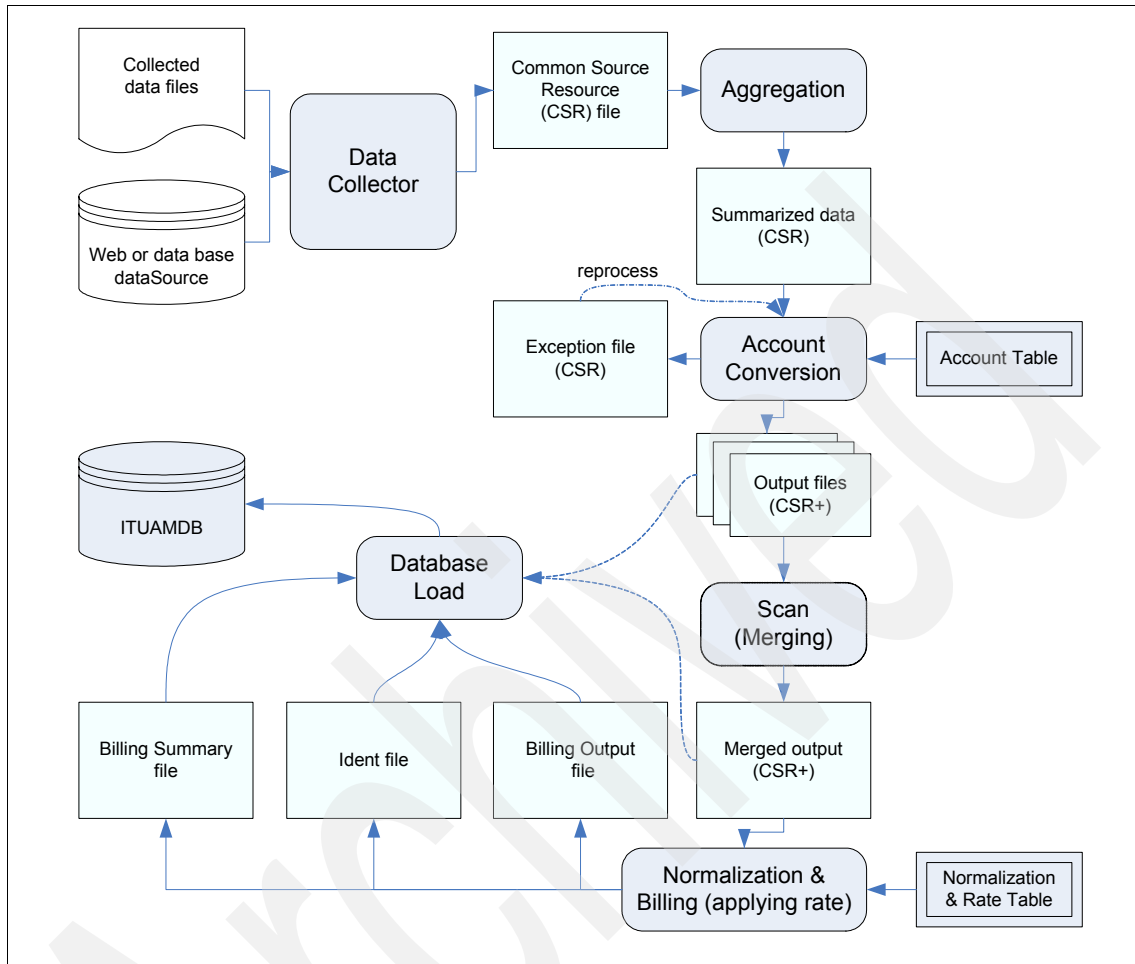 Collected
data files
Web or data base
dataSource
Data
Collector
Common Source
Resource
(CSR) file
Aggregation
Summarized data
(CSR)
reprocess
Exception file
(CSR)
Account
Conversion
Account Table
Output files
(CSR+)
ITUAMDB
Database
Load
Scan
(Merging)
Billing Summary
file
Ident file
Billing Output
file
Merged output
(CSR+)
Normalization &
Billing (applying rate)
Normalization
& Rate Table
Archived